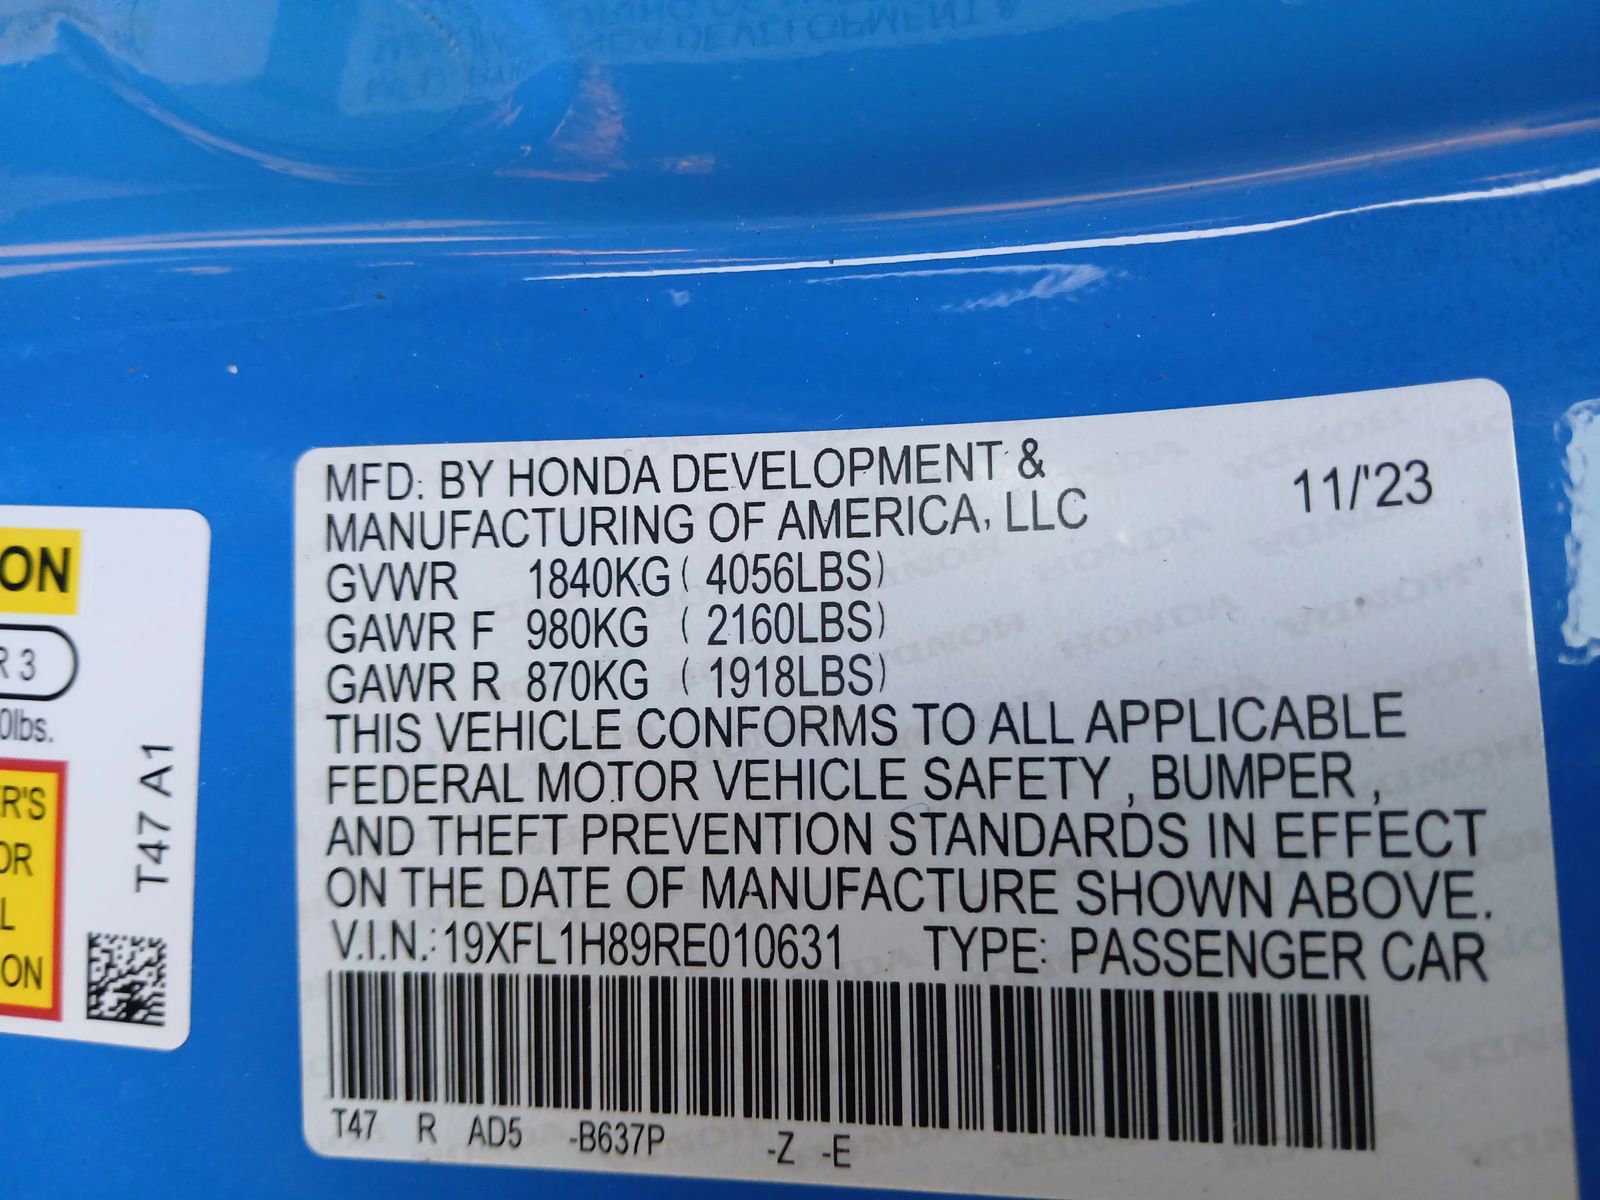 MFD. BY HONDA DEVELOPMENT &
MANUFACTURING OF AMERICA, LLC
11/'23
GVWR 1840KG ( 4056LBS)
GAWR F 980KG ( 2160LBS)
GAWR R 870KG ( 1918LBS)
THIS VEHICLE CONFORMS TO ALL APPLICABLE
FEDERAL MOTOR VEHICLE SAFETY , BUMPER ,
AND THEFT PREVENTION STANDARDS IN EFFECT
ON THE DATE OF MANUFACTURE SHOWN ABOVE.
V.I.N.: 19XFL1H89RE010631 TYPE: PASSENGER CAR
T47 R AD5 -B637P -Z -E
ON
R 3
0lbs.
ER'S
OR
L
ON
T47 A1